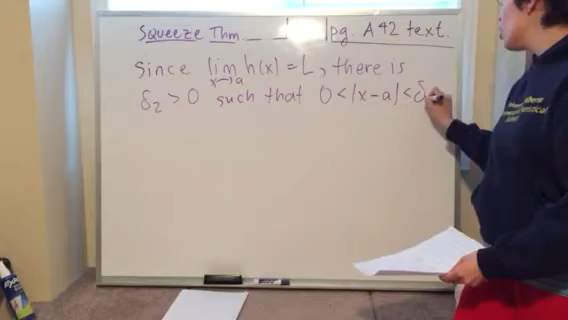 Squeeze Thm pg. A42 text.
Since lim h(x) = L, there is
x→a
δ₂ > 0 such that 0 < |x-a| < δ